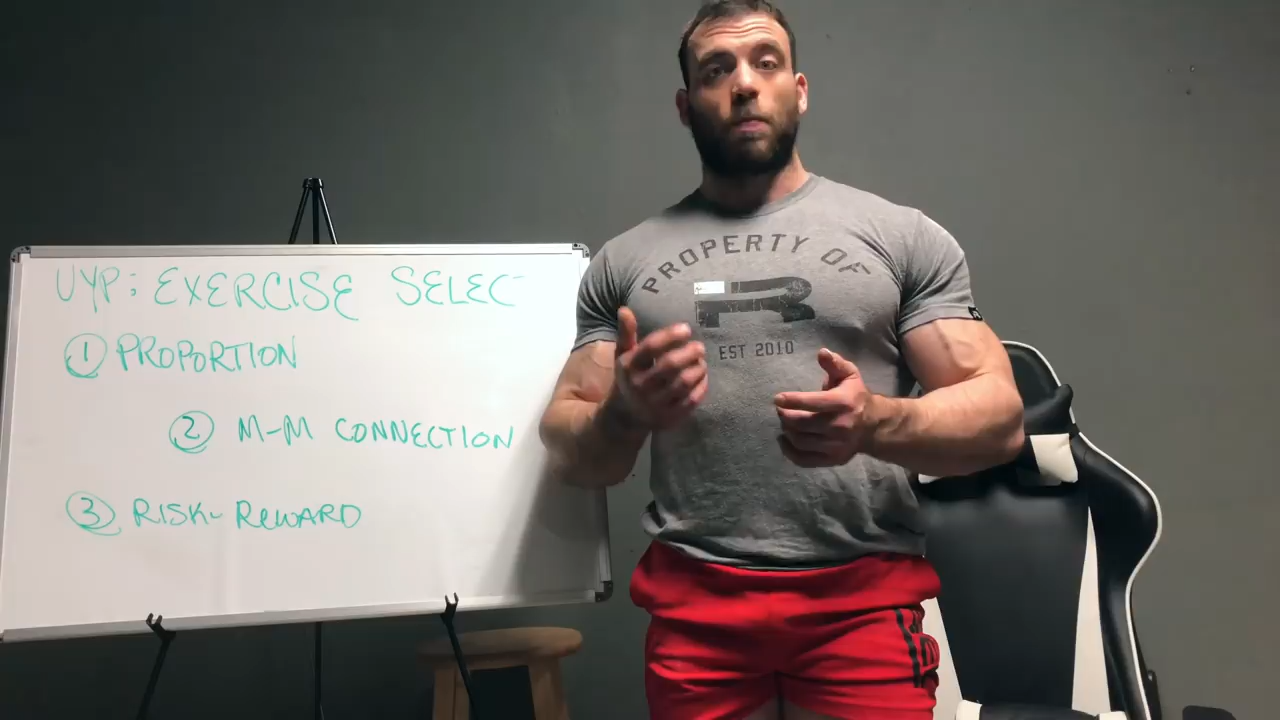 UYP: EXERCISE SELEC
① PROPORTION
② M-M CONNECTION
③ RISK-REWARD
PROPERTY OF
R
EST 2010